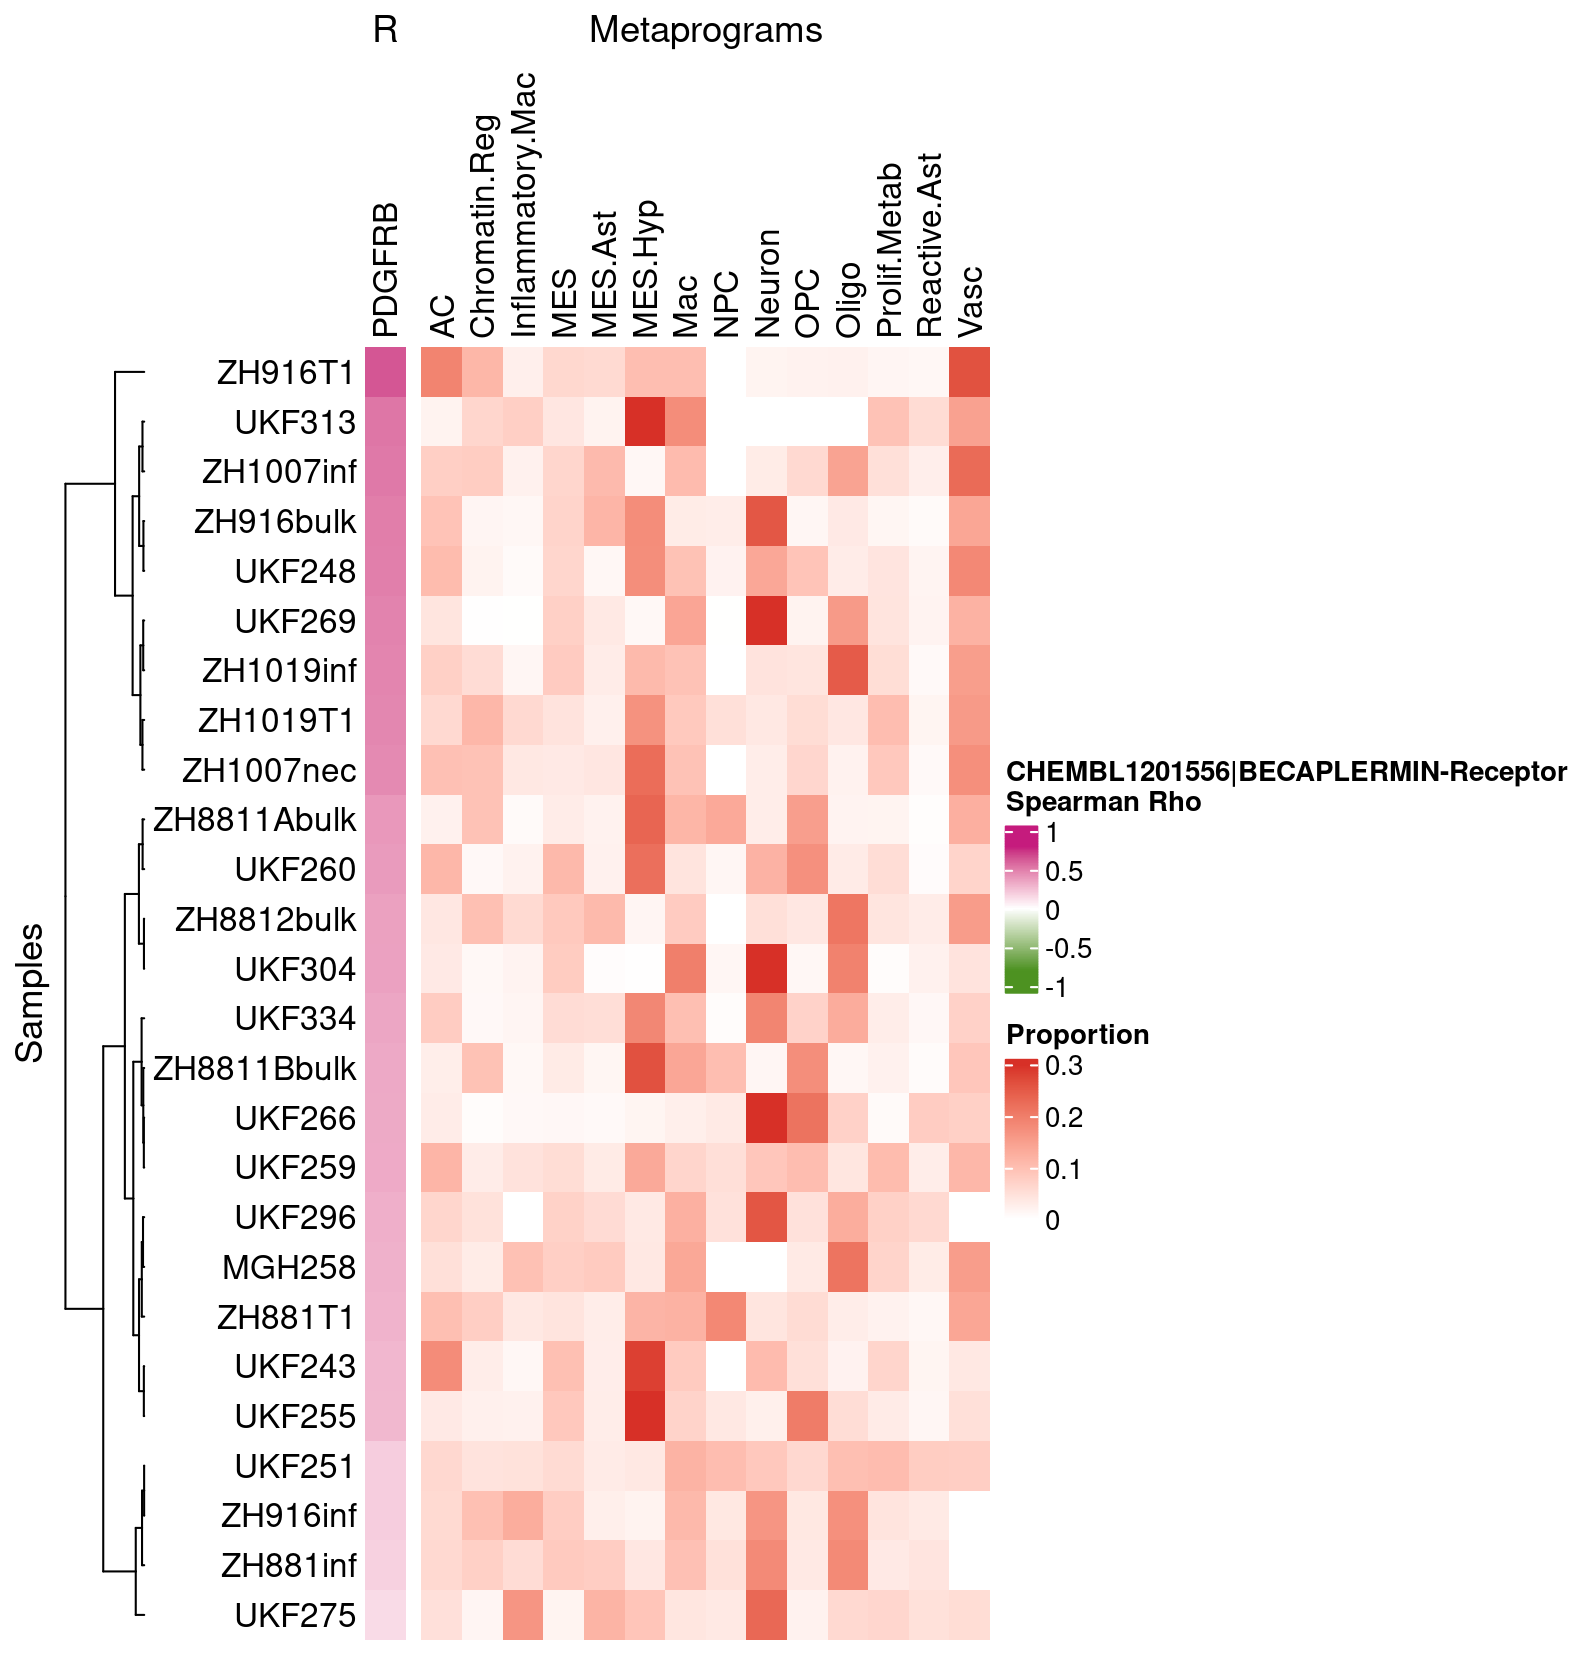 R
Metaprograms
PDGFRB
AC
Chromatin.Reg
Inflammatory.Mac
MES
MES.Ast
MES.Hyp
Mac
NPC
Neuron
OPC
Oligo
Prolif.Metab
Reactive.Ast
Vasc
Samples
ZH916T1
UKF313
ZH1007inf
ZH916bulk
UKF248
UKF269
ZH1019inf
ZH1019T1
ZH1007nec
ZH8811Abulk
UKF260
ZH8812bulk
UKF304
UKF334
ZH8811Bbulk
UKF266
UKF259
UKF296
MGH258
ZH881T1
UKF243
UKF255
UKF251
ZH916inf
ZH881inf
UKF275
CHEMBL1201556|BECAPLERMIN-Receptor
Spearman Rho
1
0.5
0
-0.5
-1
Proportion
0.3
0.2
0.1
0